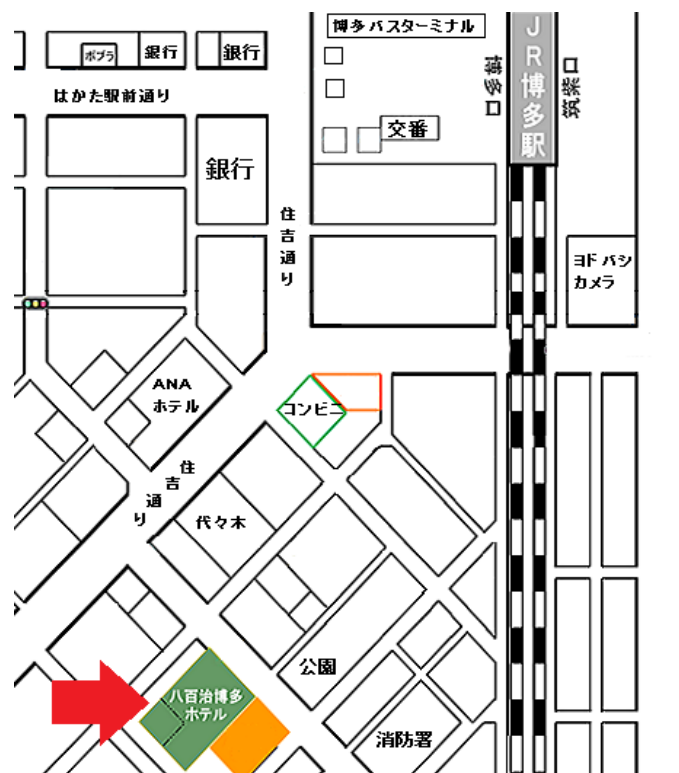 博多バスターミナル
JR博多駅
博多口
筑紫口
ポプラ
銀行
銀行
はかた駅前通り
交番
銀行
住吉通り
ヨドバシ
カメラ
ANA
ホテル
コンビニ
住吉通り
代々木
公園
八百治博多
ホテル
消防署